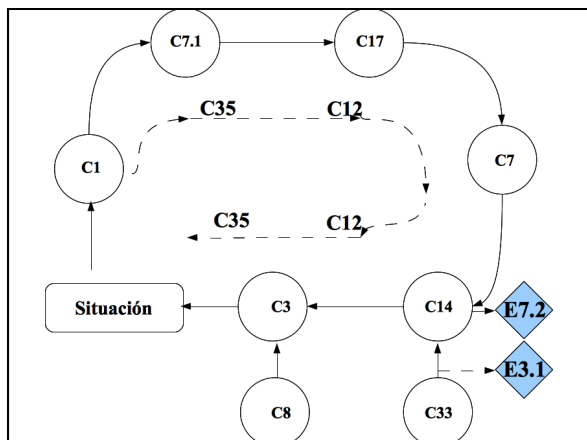 C7.1
C17
C35
C12
C1
C7
C35
C12
Situación
C3
C14
E7.2
E3.1
C8
C33